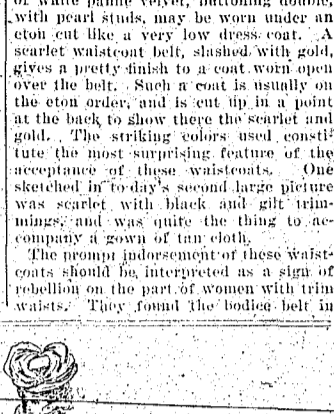 of white panne velvet, buttoning double,
with pearl studs, may be worn under an
eton cut like a very low dress coat. A
scarlet waistcoat belt, slashed with gold,
gives a pretty finish to a coat worn open
over the belt. Such a coat is usually on
the eton order, and is cut up in a point
at the back to show there the scarlet and
gold. The striking colors used consti-
tute the most surprising feature of the
acceptance of these waistcoats. One
sketched in to-day's second large picture
was scarlet, with black and gilt trim-
mings, and was quite the thing to ac-
company a gown of tan cloth.
The prompt indorsement of these waist-
coats should be interpreted as a sign of
rebellion on the part of women with trim
waists. They found the bodice belt in